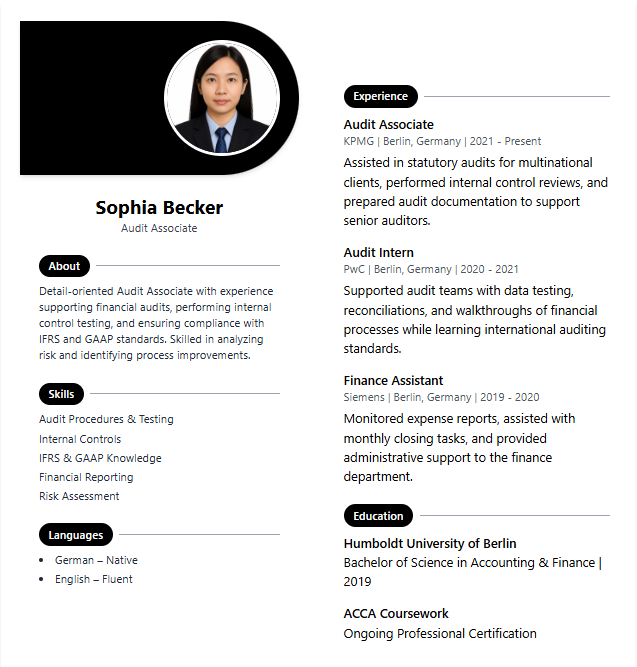 Sophia Becker
Audit Associate
About
Detail-oriented Audit Associate with experience
supporting financial audits, performing internal
control testing, and ensuring compliance with
IFRS and GAAP standards. Skilled in analyzing
risk and identifying process improvements.
Skills
Audit Procedures & Testing
Internal Controls
IFRS & GAAP Knowledge
Financial Reporting
Risk Assessment
Languages
• German – Native
• English – Fluent
Experience
Audit Associate
KPMG | Berlin, Germany | 2021 - Present
Assisted in statutory audits for multinational
clients, performed internal control reviews, and
prepared audit documentation to support
senior auditors.
Audit Intern
PwC | Berlin, Germany | 2020 - 2021
Supported audit teams with data testing,
reconciliations, and walkthroughs of financial
processes while learning international auditing
standards.
Finance Assistant
Siemens | Berlin, Germany | 2019 - 2020
Monitored expense reports, assisted with
monthly closing tasks, and provided
administrative support to the finance
department.
Education
Humboldt University of Berlin
Bachelor of Science in Accounting & Finance |
2019
ACCA Coursework
Ongoing Professional Certification